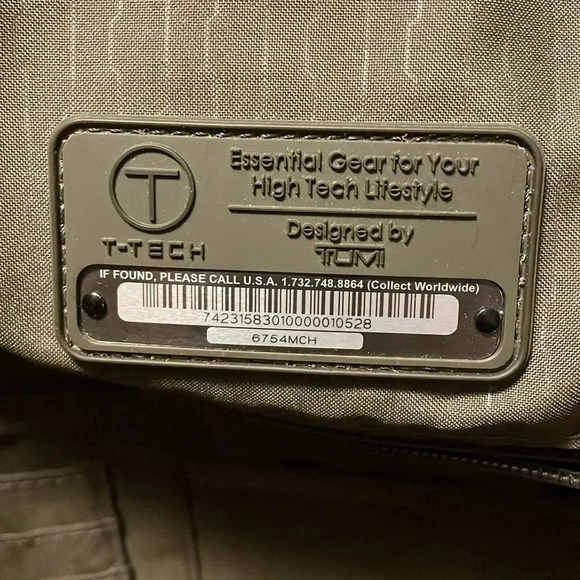 T
T-TECH
Essential Gear for Your
High Tech Lifestyle
Designed by
TUMI
IF FOUND, PLEASE CALL U.S.A. 1.732.748.8864 (Collect Worldwide)
74231583010000010528
6754MCH